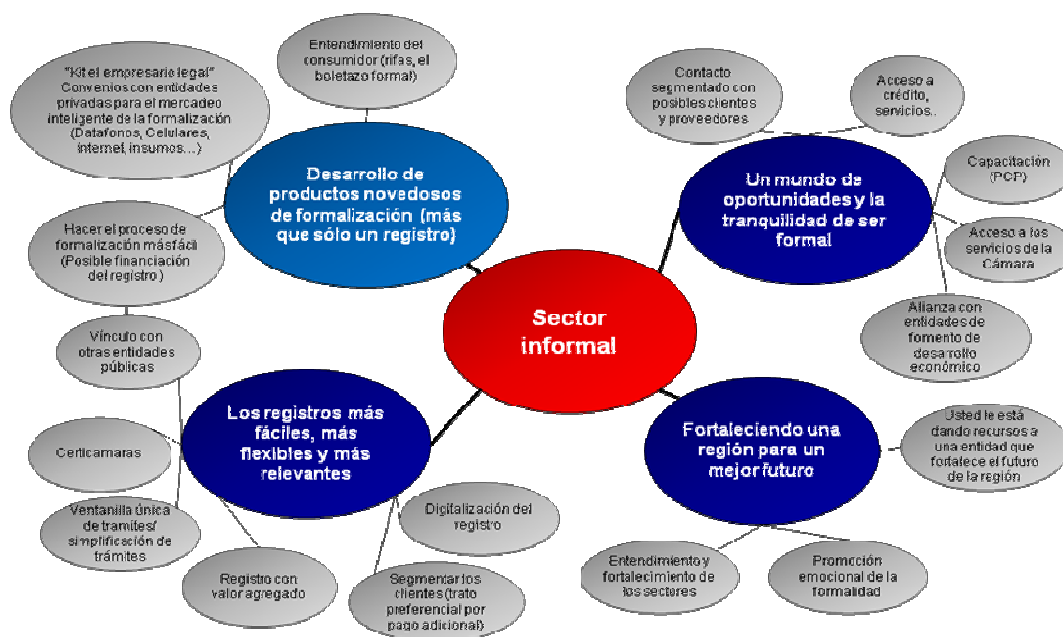 Entendimiento del
consumidor (rifas, el
boletazo formal)
"Kit el empresario legal"
Convenios con entidades
privadas para el mercadeo
inteligente de la formalización
(Datafonos, Celulares,
internet, insumos...)
Desarrollo de
productos novedosos
de formalización (más
que sólo un registro)
Hacer el proceso de
formalización más fácil
(Posible financiación
del registro)
Contacto
segmentado con
posibles clientes
y proveedores
Acceso a
crédito,
servicios..
Un mundo de
oportunidades y la
tranquilidad de ser
formal
Capacitación
(PCP)
Acceso a los
servicios de la
Cámara
Alianza con
entidades de
fomento de
desarrollo
económico
Sector
informal
Vínculo con
otras entidades
públicas
Los registros más
fáciles, más
flexibles y más
relevantes
Certicamaras
Ventanilla única
de tramites/
simplificación de
trámites
Registro con
valor agregado
Digitalización del
registro
Segmentar los
clientes (trato
preferencial por
pago adicional)
Fortaleciendo una
región para un
mejor futuro
Usted le está
dando recursos a
una entidad que
fortalece el futuro
de la región
Entendimiento y
fortalecimiento de
los sectores
Promoción
emocional de la
formalidad